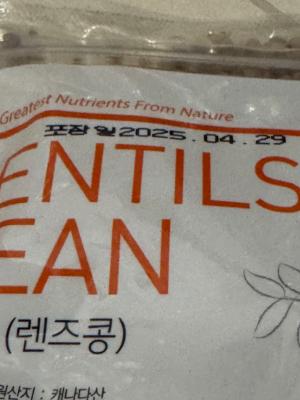 Greatest Nutrients From Nature
포장일2025.04.29
ENTILS
EAN
(렌즈콩)
원산지 : 캐나다산